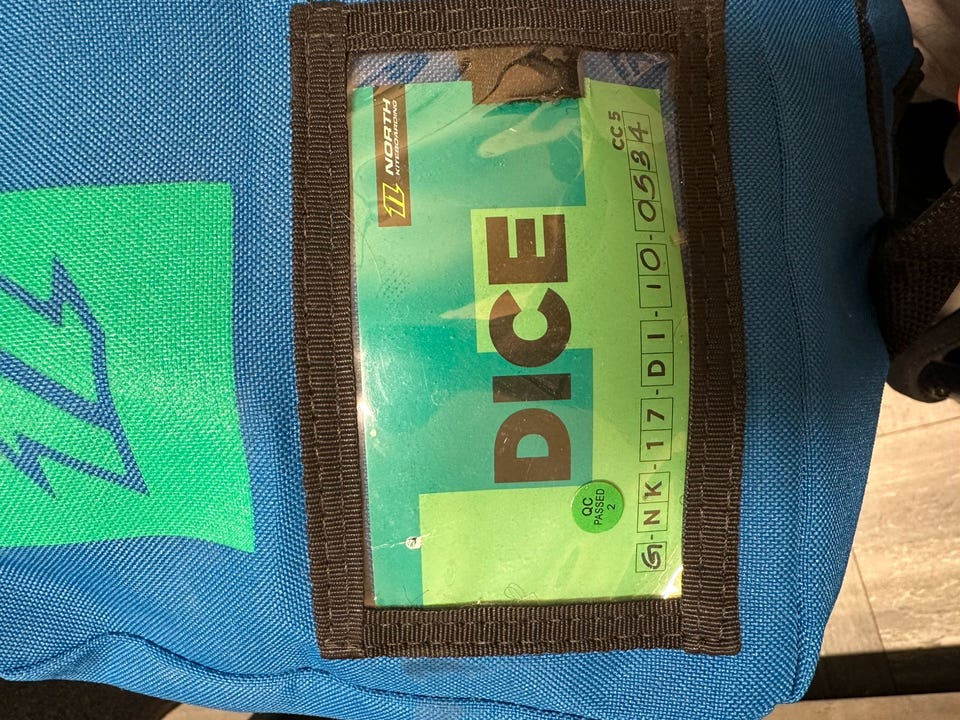 NORTH
KITEBOARDING
DICE
QC
PASSED
2
CC5
G-NK-17-DI-10-0534